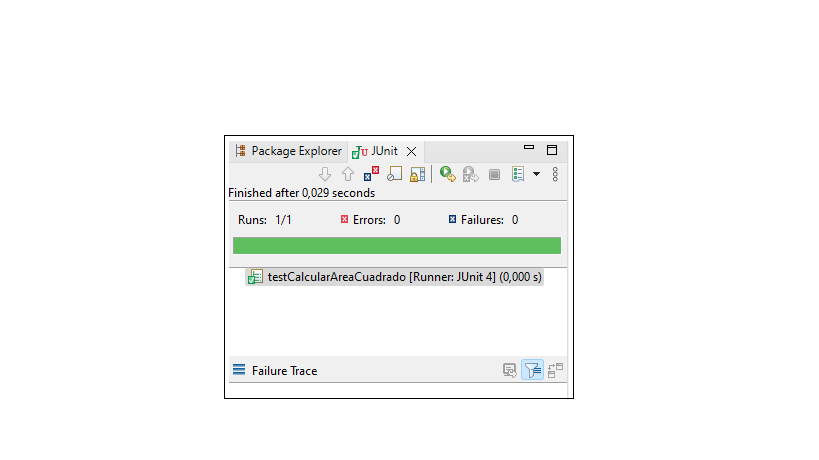 Package Explorer JUnit
Finished after 0,029 seconds
Runs: 1/1 Errors: 0 Failures: 0
testCalcularAreaCuadrado [Runner: JUnit 4] (0,000 s)
Failure Trace